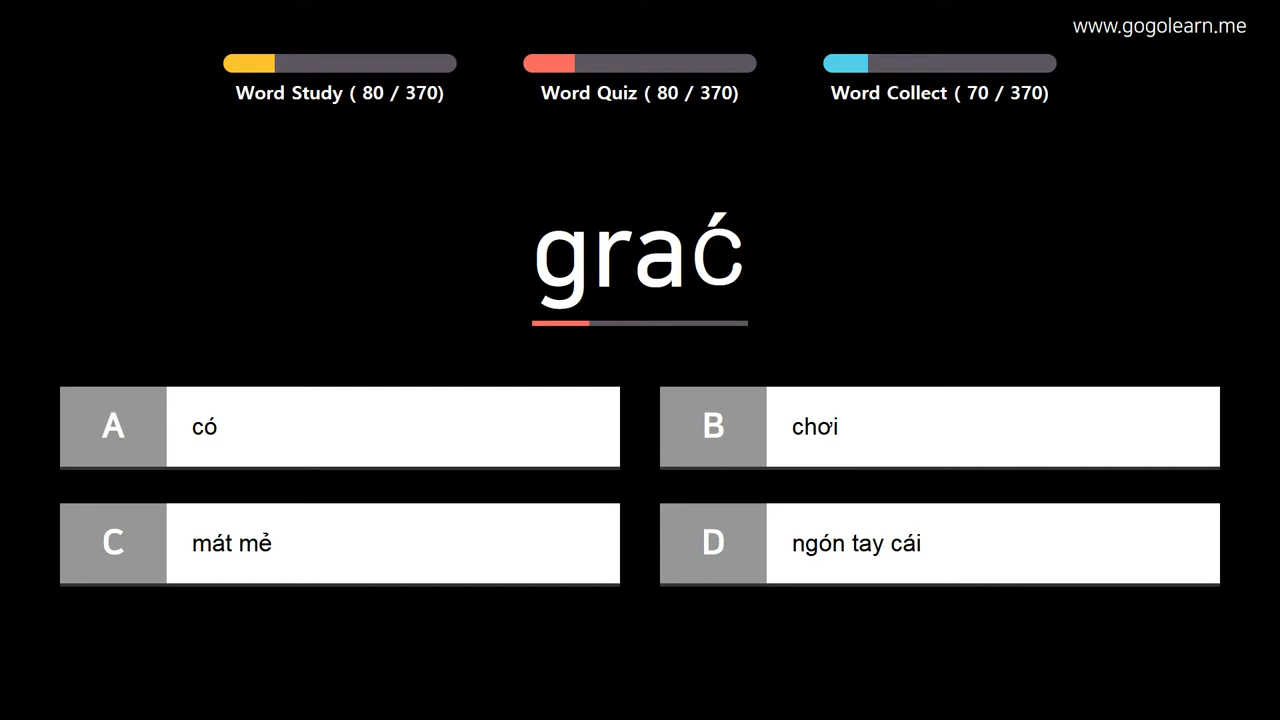 www.gogolearn.me
Word Study ( 80 / 370)
Word Quiz ( 80 / 370)
Word Collect ( 70 / 370)
grać
A
có
B
chơi
C
mát mẻ
D
ngón tay cái